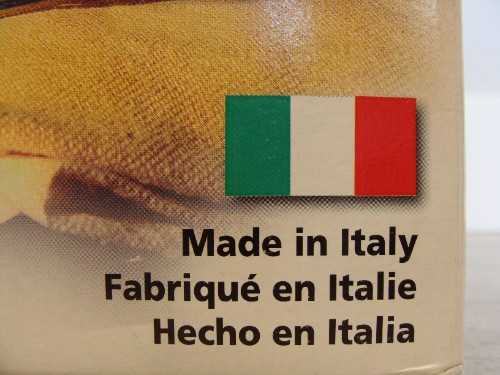 Made in Italy
Fabriqué en Italie
Hecho en Italia